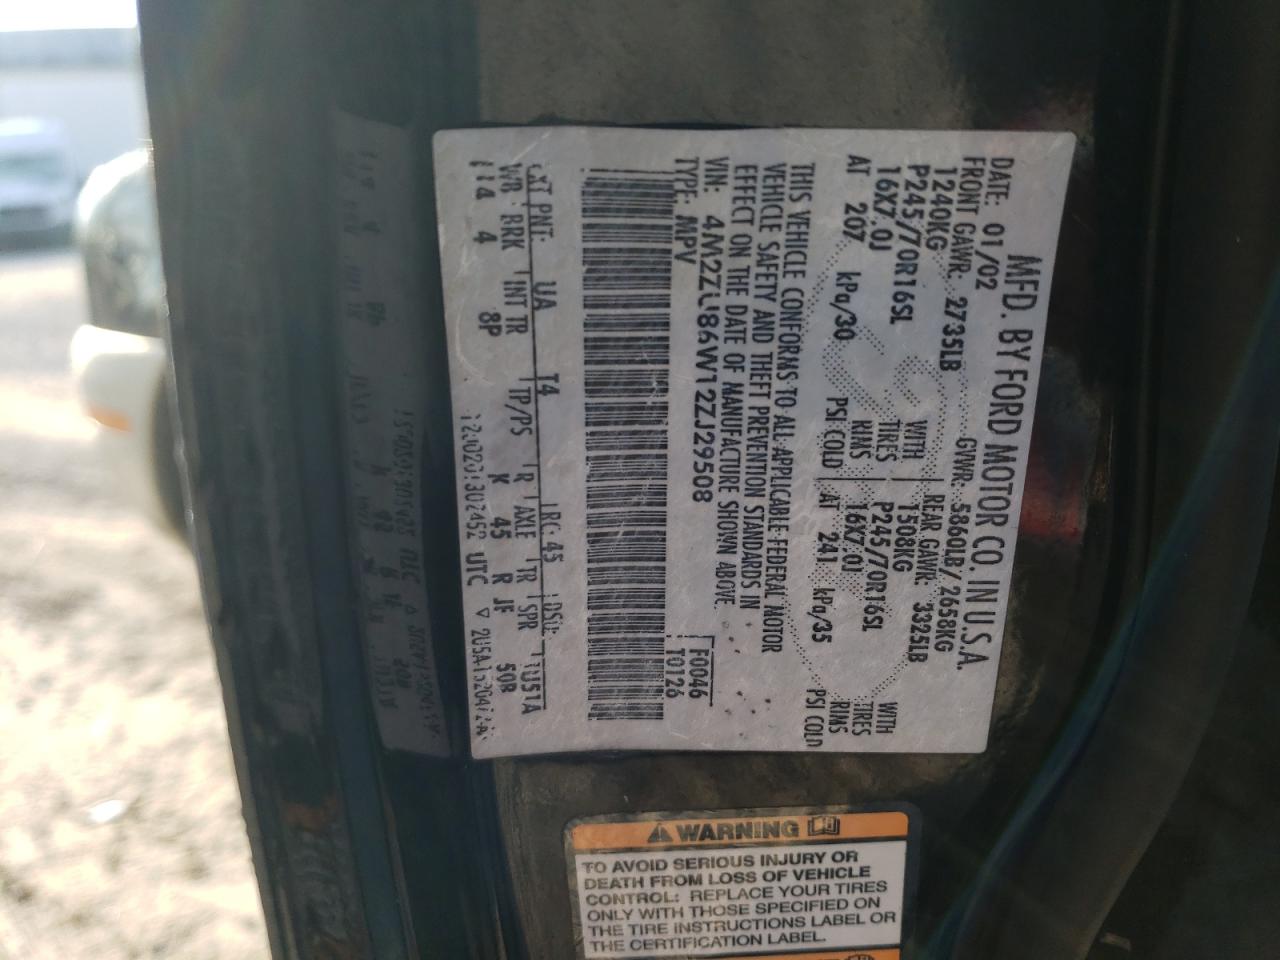 MFD. BY FORD MOTOR CO. IN U.S.A.
DATE: 01/02 GVWR: 5860LB/2658KG
FRONT GAWR: 2735LB REAR GAWR: 3325LB
1240KG WITH 1588KG WITH
P245/70R16SL TIRES P245/70R16SL TIRES
16X7.0J RIMS 16X7.0J RIMS
AT 207 kPa/30 PSI COLD AT 241 kPa/35 PSI COLD
THIS VEHICLE CONFORMS TO ALL APPLICABLE FEDERAL MOTOR
VEHICLE SAFETY AND THEFT PREVENTION STANDARDS IN
EFFECT ON THE DATE OF MANUFACTURE SHOWN ABOVE.
VIN: 4M2ZU86W12ZJ29508 F0046
TYPE: MPV T0126
EXT PNT: UA T4 RC: 45 DSO:
WB BRK INT TR TP/PS R AXLE TR SPR U51A
114 4 8P K 45 R JF 50B
UTC
WARNING
TO AVOID SERIOUS INJURY OR
DEATH FROM LOSS OF VEHICLE
CONTROL: REPLACE YOUR TIRES
ONLY WITH THOSE SPECIFIED ON
THE TIRE INSTRUCTIONS LABEL OR
THE CERTIFICATION LABEL.